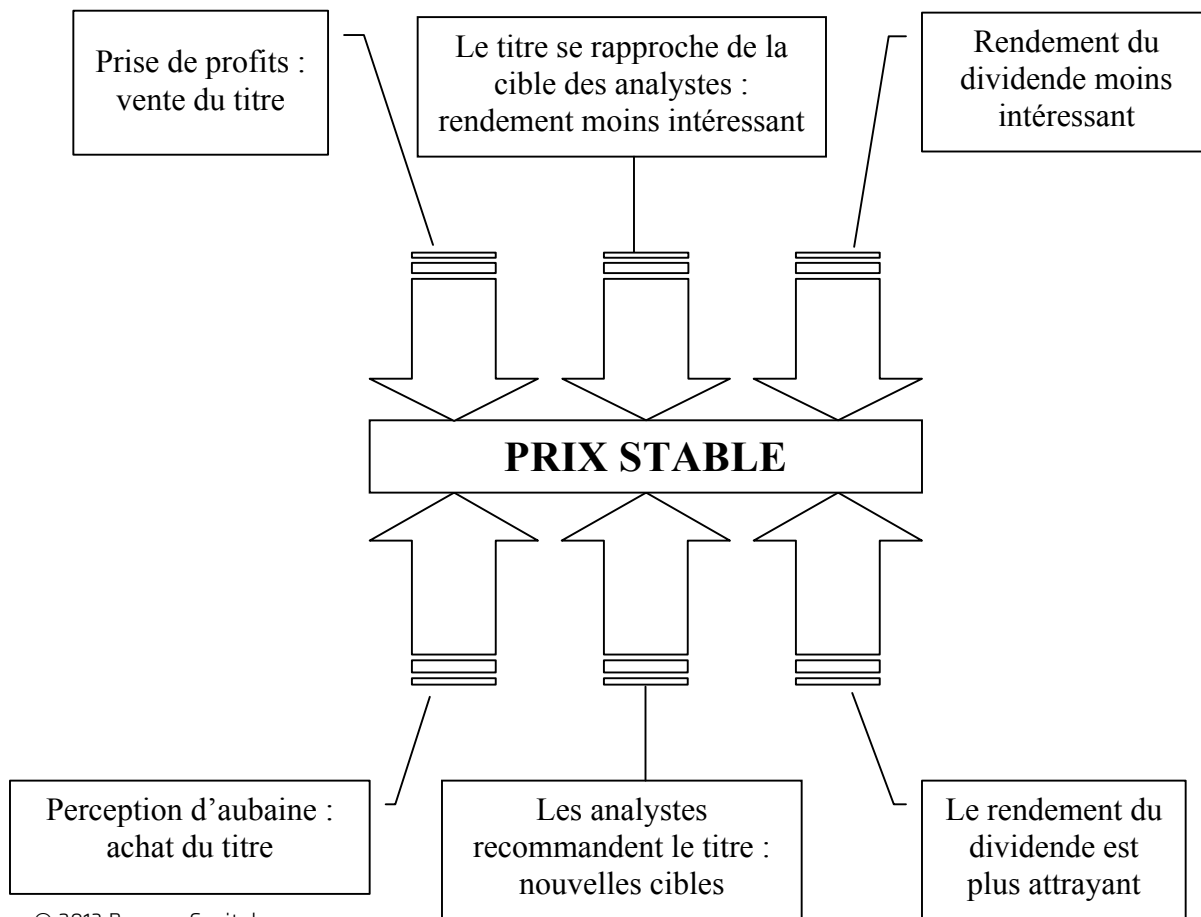 Prise de profits :
vente du titre
Le titre se rapproche de la
cible des analystes :
rendement moins intéressant
Rendement du
dividende moins
intéressant
PRIX STABLE
Perception d’aubaine :
achat du titre
Les analystes
recommandent le titre :
nouvelles cibles
Le rendement du
dividende est
plus attrayant